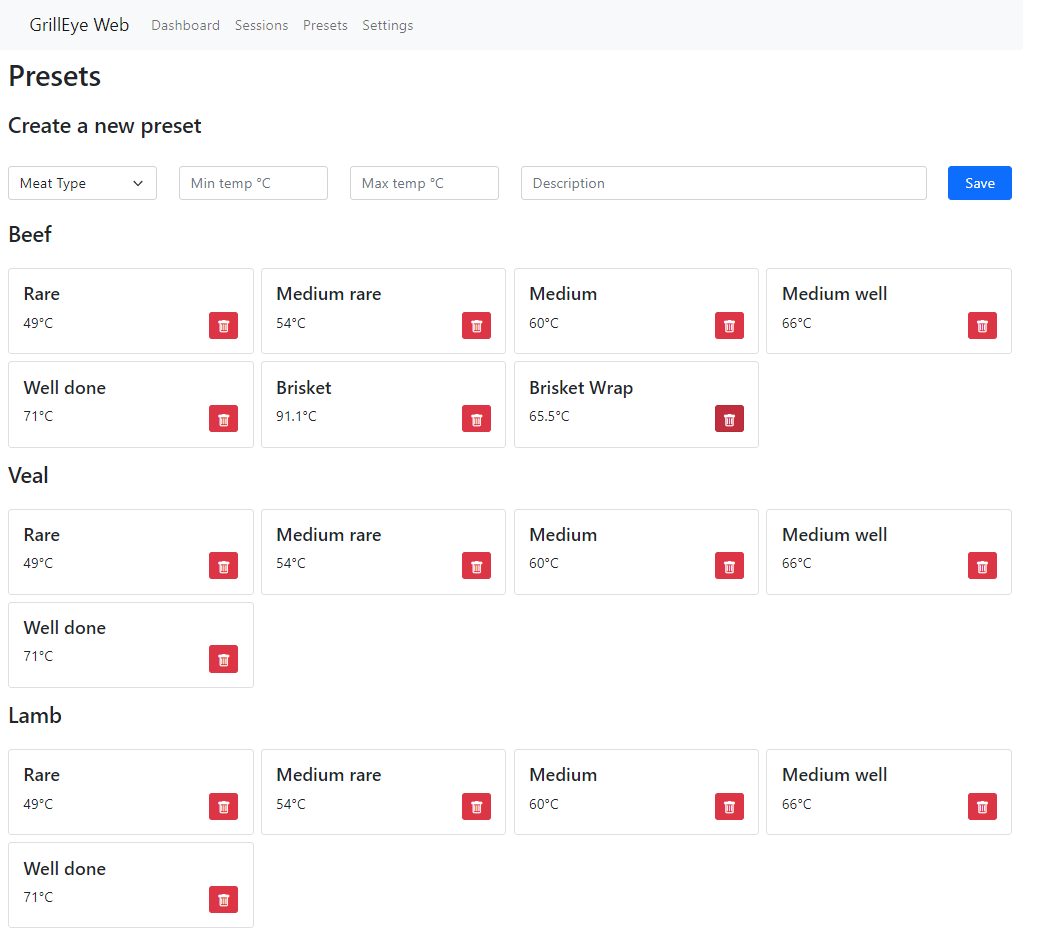 GrillEye Web Dashboard Sessions Presets Settings
Presets
Create a new preset
Meat Type Min temp °C Max temp °C Description Save
Beef
Rare Medium rare Medium Medium well
49°C 54°C 60°C 66°C
Well done Brisket Brisket Wrap
71°C 91.1°C 65.5°C
Veal
Rare Medium rare Medium Medium well
49°C 54°C 60°C 66°C
Well done
71°C
Lamb
Rare Medium rare Medium Medium well
49°C 54°C 60°C 66°C
Well done
71°C